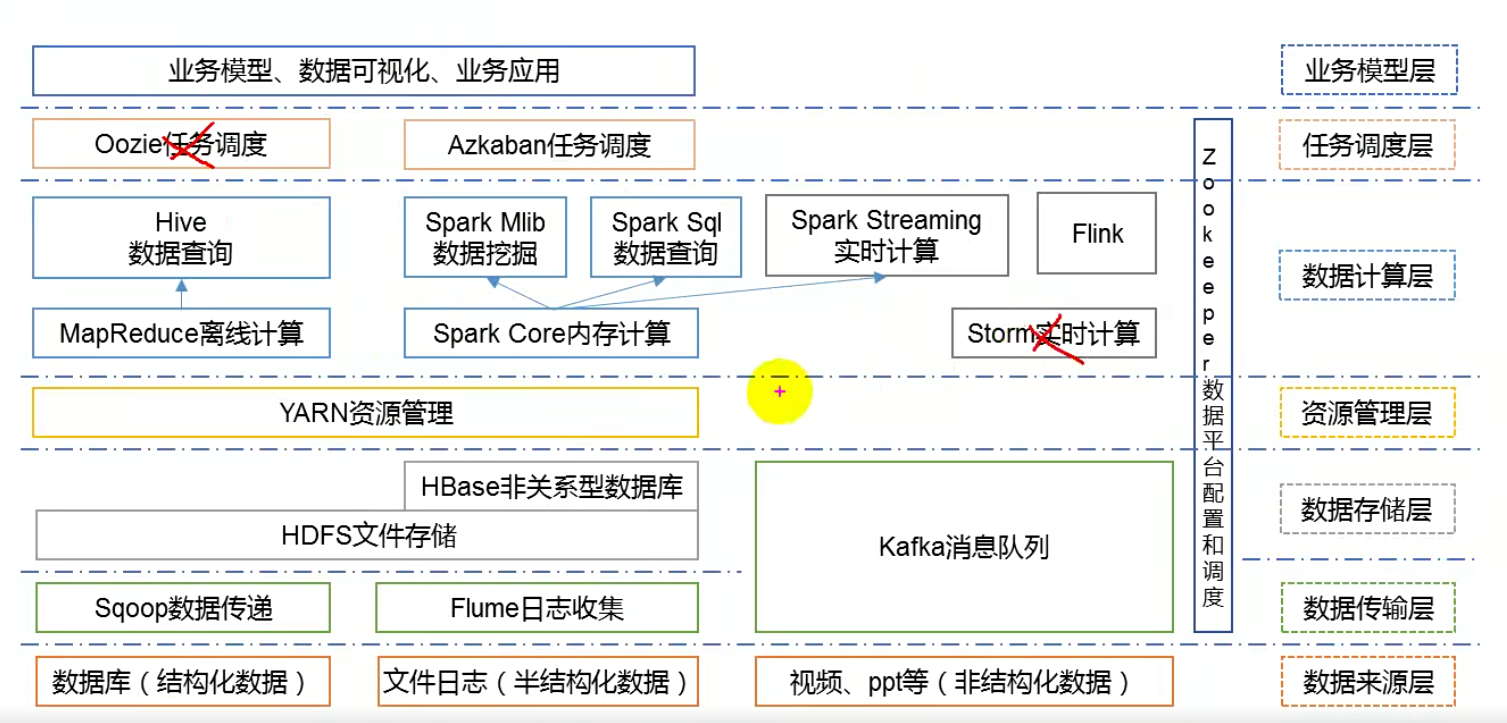 业务模型、数据可视化、业务应用
业务模型层
Oozie任务调度
Azkaban任务调度
任务调度层
Hive
数据查询
Spark Mlib
数据挖掘
Spark Sql
数据查询
Spark Streaming
实时计算
Flink
数据计算层
MapReduce离线计算
Spark Core内存计算
Storm实时计算
Zookeeper数据平台配置和调度
YARN资源管理
资源管理层
HBase非关系型数据库
HDFS文件存储
Kafka消息队列
数据存储层
Sqoop数据传递
Flume日志收集
数据传输层
数据库（结构化数据）
文件日志（半结构化数据）
视频、ppt等（非结构化数据）
数据来源层